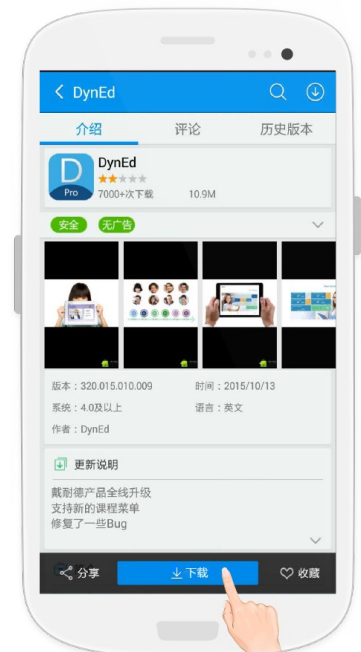 DynEd
介绍
评论
历史版本
D
Pro
DynEd
7000+次下载 10.9M
安全 无广告
版本：320.015.010.009 时间：2015/10/13
系统：4.0及以上 语言：英文
作者：DynEd
更新说明
戴耐德产品全线升级
支持新的课程菜单
修复了一些Bug
分享
下载
收藏